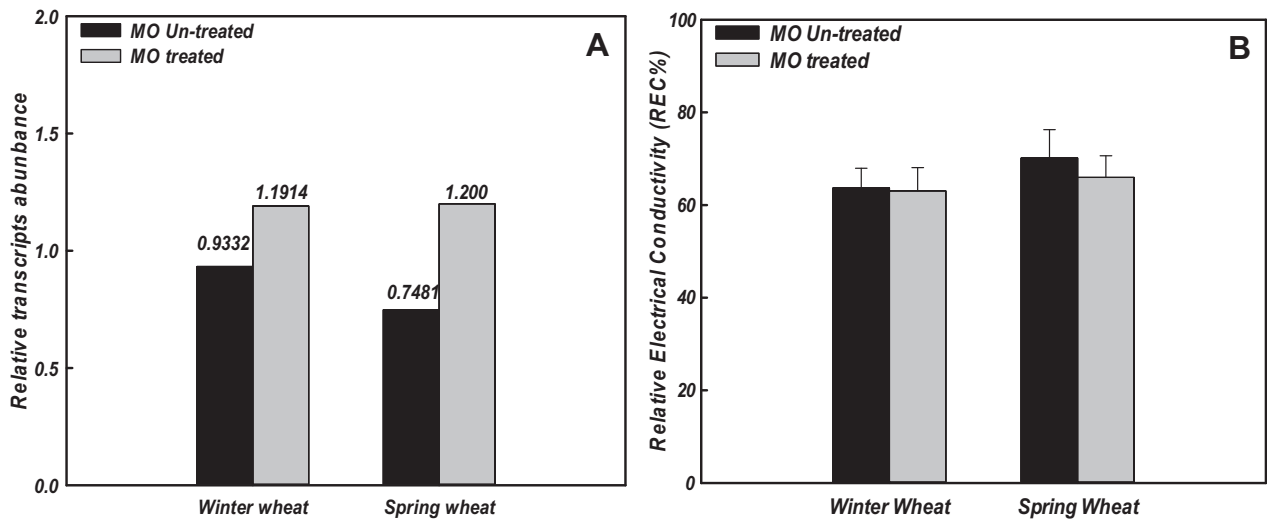 MO Un-treated
MO treated
A
Relative transcripts abunbance
2.0
1.5
1.0
0.5
0.0
0.9332
1.1914
0.7481
1.200
Winter wheat
Spring wheat
MO Un-treated
MO treated
B
Relative Electrical Conductivity (REC%)
100
80
60
40
20
0
Winter Wheat
Spring Wheat